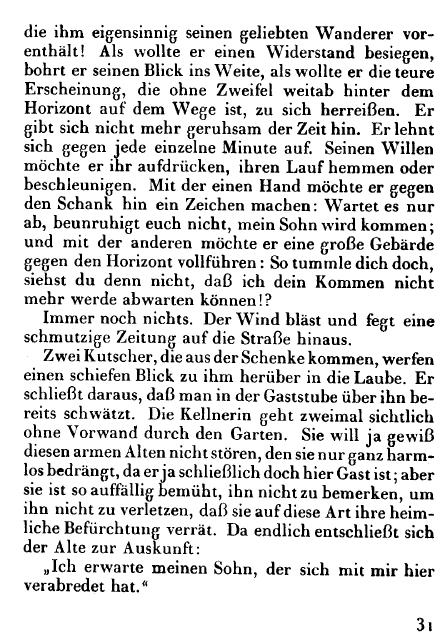 die ihm eigensinnig seinen geliebten Wanderer vor-
enthält! Als wollte er einen Widerstand besiegen,
bohrt er seinen Blick ins Weite, als wollte er die teure
Erscheinung, die ohne Zweifel weitab hinter dem
Horizont auf dem Wege ist, zu sich herreißen. Er
gibt sich nicht mehr geruhsam der Zeit hin. Er lehnt
sich gegen jede einzelne Minute auf. Seinen Willen
möchte er ihr aufdrücken, ihren Lauf hemmen oder
beschleunigen. Mit der einen Hand möchte er gegen
den Schank hin ein Zeichen machen: Wartet es nur
ab, beunruhigt euch nicht, mein Sohn wird kommen;
und mit der anderen möchte er eine große Gebärde
gegen den Horizont vollführen: So tummle dich doch,
siehst du denn nicht, daß ich dein Kommen nicht
mehr werde abwarten können!?
Immer noch nichts. Der Wind bläst und fegt eine
schmutzige Zeitung auf die Straße hinaus.
Zwei Kutscher, die aus der Schenke kommen, werfen
einen schiefen Blick zu ihm herüber in die Laube. Er
schließt daraus, daß man in der Gaststube über ihn be-
reits schwätzt. Die Kellnerin geht zweimal sichtlich
ohne Vorwand durch den Garten. Sie will ja gewiß
diesen armen Alten nicht stören, den sie nur ganz harm-
los bedrängt, da er ja schließlich doch hier Gast ist; aber
sie ist so auffällig bemüht, ihn nicht zu bemerken, um
ihn nicht zu verletzen, daß sie auf diese Art ihre heim-
liche Befürchtung verrät. Da endlich entschließt sich
der Alte zur Auskunft:
„Ich erwarte meinen Sohn, der sich mit mir hier
verabredet hat.“
31